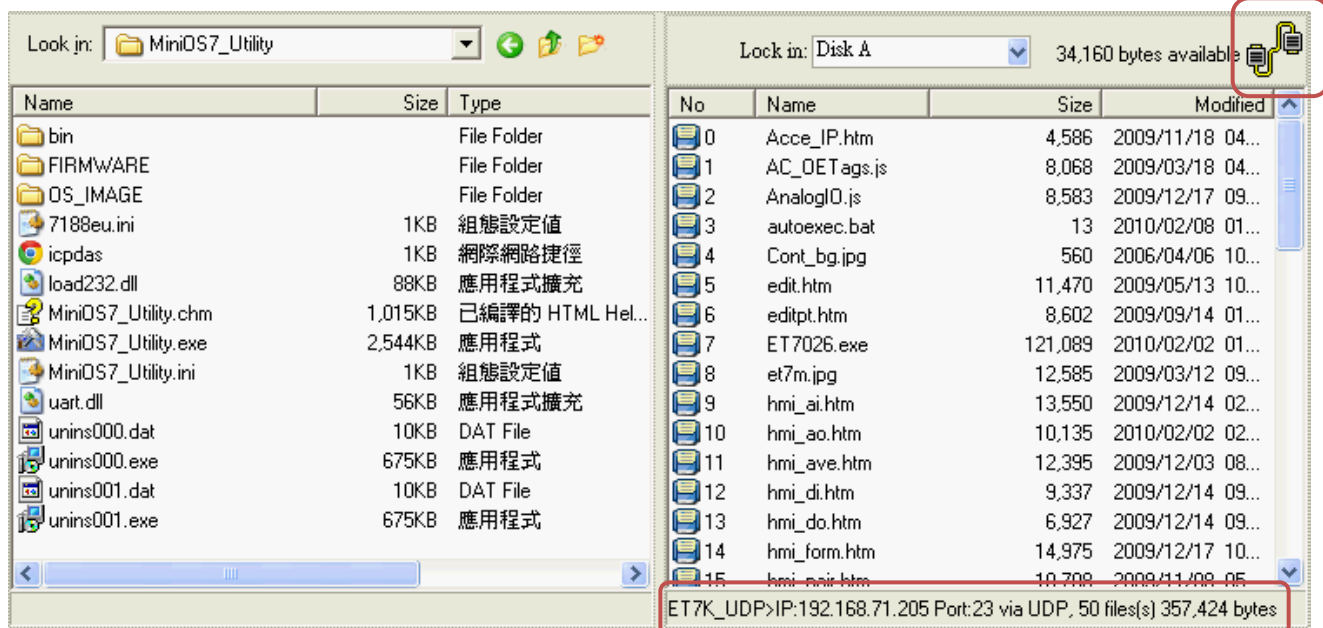 Look in: MiniOS7_Utility
Name Size Type
bin File Folder
FIRMWARE File Folder
OS_IMAGE File Folder
7188eu.ini 1KB 組態設定值
icpdas 1KB 網際網路捷徑
load232.dll 88KB 應用程式擴充
MiniOS7_Utility.chm 1,015KB 已編譯的 HTML Hel...
MiniOS7_Utility.exe 2,544KB 應用程式
MiniOS7_Utility.ini 1KB 組態設定值
uart.dll 56KB 應用程式擴充
unins000.dat 10KB DAT File
unins000.exe 675KB 應用程式
unins001.dat 10KB DAT File
unins001.exe 675KB 應用程式
Lock in: Disk A 34,160 bytes available
No Name Size Modified
0 Acce_IP.htm 4,586 2009/11/18 04...
1 AC_OETags.js 8,068 2009/03/18 04...
2 AnalogIO.js 8,583 2009/12/17 09...
3 autoexec.bat 13 2010/02/08 01...
4 Cont_bg.jpg 560 2006/04/06 10...
5 edit.htm 11,470 2009/05/13 10...
6 editpt.htm 8,602 2009/09/14 01...
7 ET7026.exe 121,089 2010/02/02 01...
8 et7m.jpg 12,585 2009/03/12 09...
9 hmi_ai.htm 13,550 2009/12/14 02...
10 hmi_ao.htm 10,135 2010/02/02 02...
11 hmi_ave.htm 12,395 2009/12/03 08...
12 hmi_di.htm 9,337 2009/12/14 09...
13 hmi_do.htm 6,927 2009/12/14 09...
14 hmi_form.htm 14,975 2009/12/17 10...
15 hmi_pair.htm 10,708 2009/11/09 05...
ET7K_UDP>IP:192.168.71.205 Port:23 via UDP, 50 files(s) 357,424 bytes